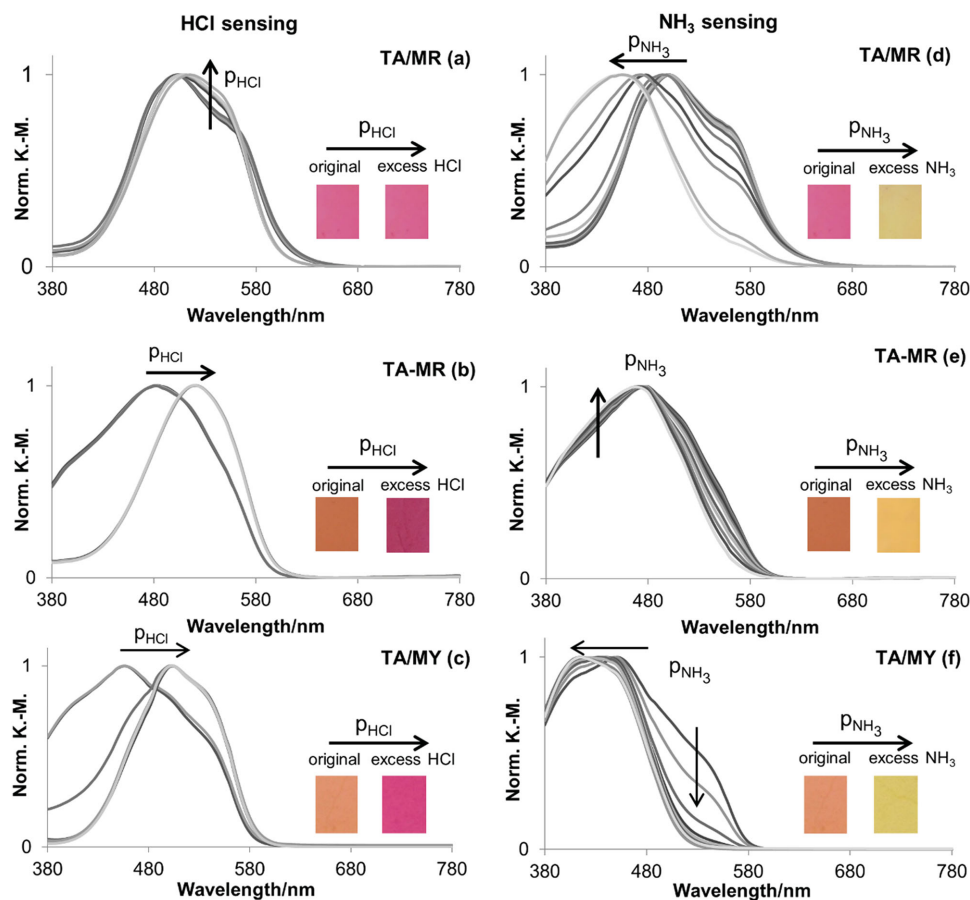 HCl sensing
NH₃ sensing
TA/MR (a)
1
pHCl
pHCl
original excess HCl
Norm. K.-M.
0
380 480 580 680 780
Wavelength/nm
TA/MR (d)
pNH₃
1
pNH₃
original excess NH₃
Norm. K.-M.
0
380 480 580 680 780
Wavelength/nm
TA-MR (b)
pHCl
1
pHCl
original excess HCl
Norm. K.-M.
0
380 480 580 680 780
Wavelength/nm
TA-MR (e)
pNH₃
1
pNH₃
original excess NH₃
Norm. K.-M.
0
380 480 580 680 780
Wavelength/nm
TA/MY (c)
pHCl
1
pHCl
original excess HCl
Norm. K.-M.
0
380 480 580 680 780
Wavelength/nm
TA/MY (f)
1
pNH₃
pNH₃
original excess NH₃
Norm. K.-M.
0
380 480 580 680 780
Wavelength/nm